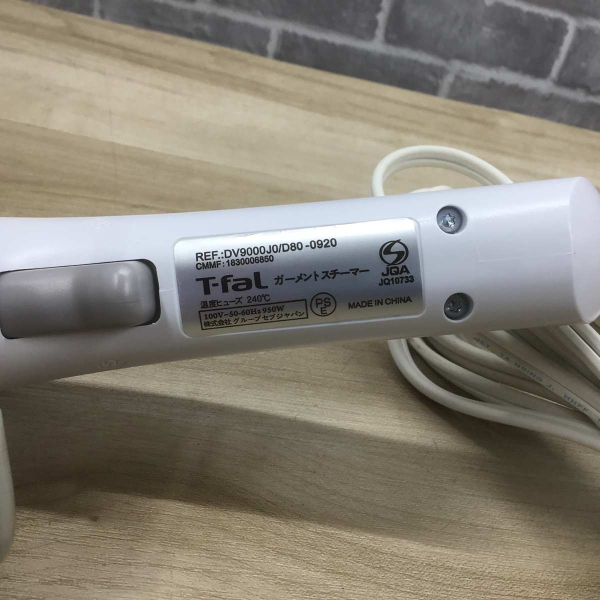 REF.:DV9000J0/D80-0920
CMMF: 1830006850
T-faL ガーメントスチーマー
温度ヒューズ 240℃
100V~50-60Hz 950W
株式会社 グループ セブ ジャパン
PSE
MADE IN CHINA
JQA
JQ10733